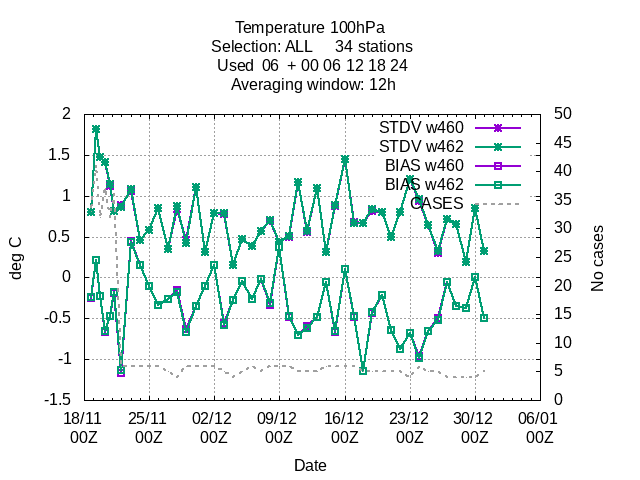 Temperature 100hPa
Selection: ALL 34 stations
Used 06 + 00 06 12 18 24
Averaging window: 12h
STDV w460
STDV w462
BIAS w460
BIAS w462
CASES
deg C
2
1.5
1
0.5
0
-0.5
-1
-1.5
No cases
50
45
40
35
30
25
20
15
10
5
0
18/11 25/11 02/12 09/12 16/12 23/12 30/12 06/01
00Z 00Z 00Z 00Z 00Z 00Z 00Z 00Z
Date